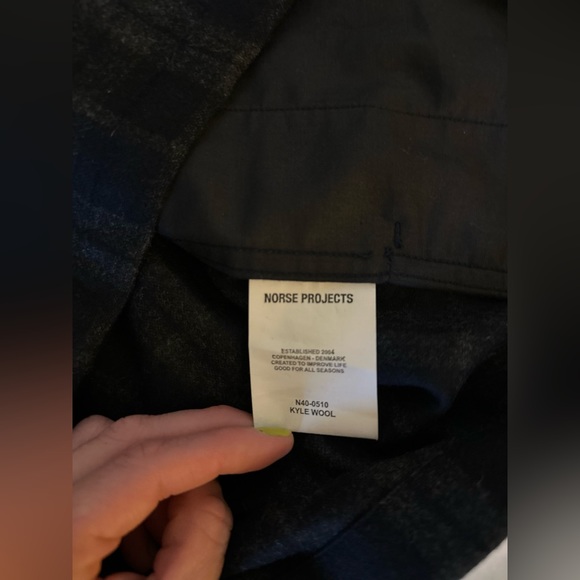 NORSE PROJECTS
ESTABLISHED 2004
COPENHAGEN - DENMARK
CREATED TO IMPROVE LIFE
GOOD FOR ALL SEASONS
N40-0510
KYLE WOOL